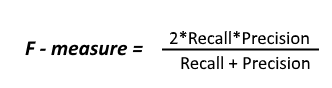 F - measure = 2*Recall*Precision
Recall + Precision